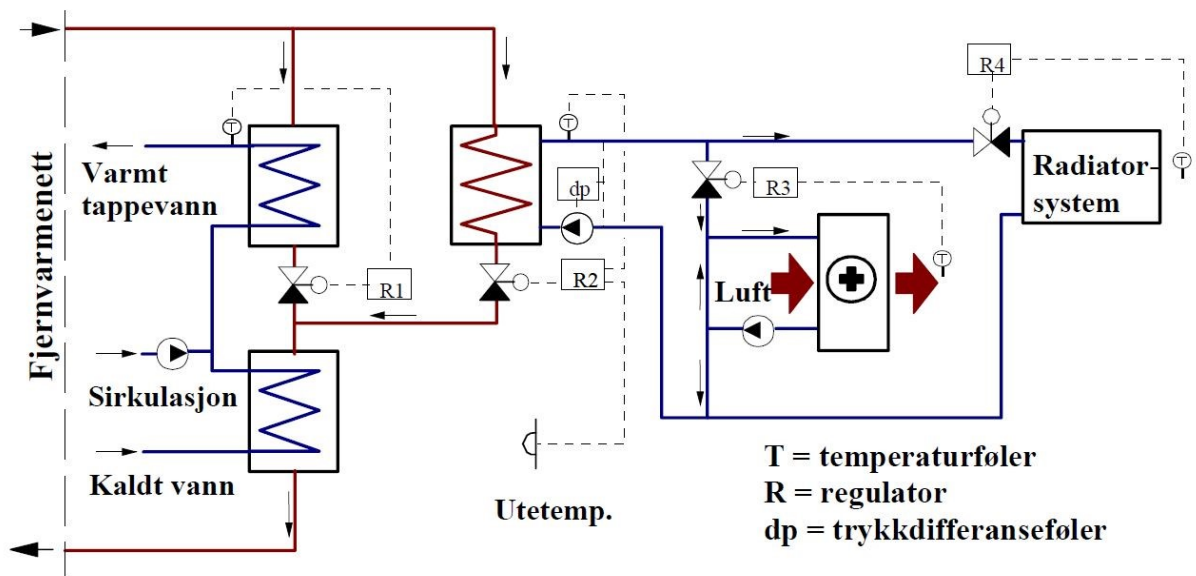 Fjernvarmenett
Varmt
tappevann
Sirkulasjon
Kaldt vann
T
R1
T
dp
R2
Utetemp.
R3
T
Luft
R4
T
Radiator-
system
T = temperaturføler
R = regulator
dp = trykkdifferanseføler